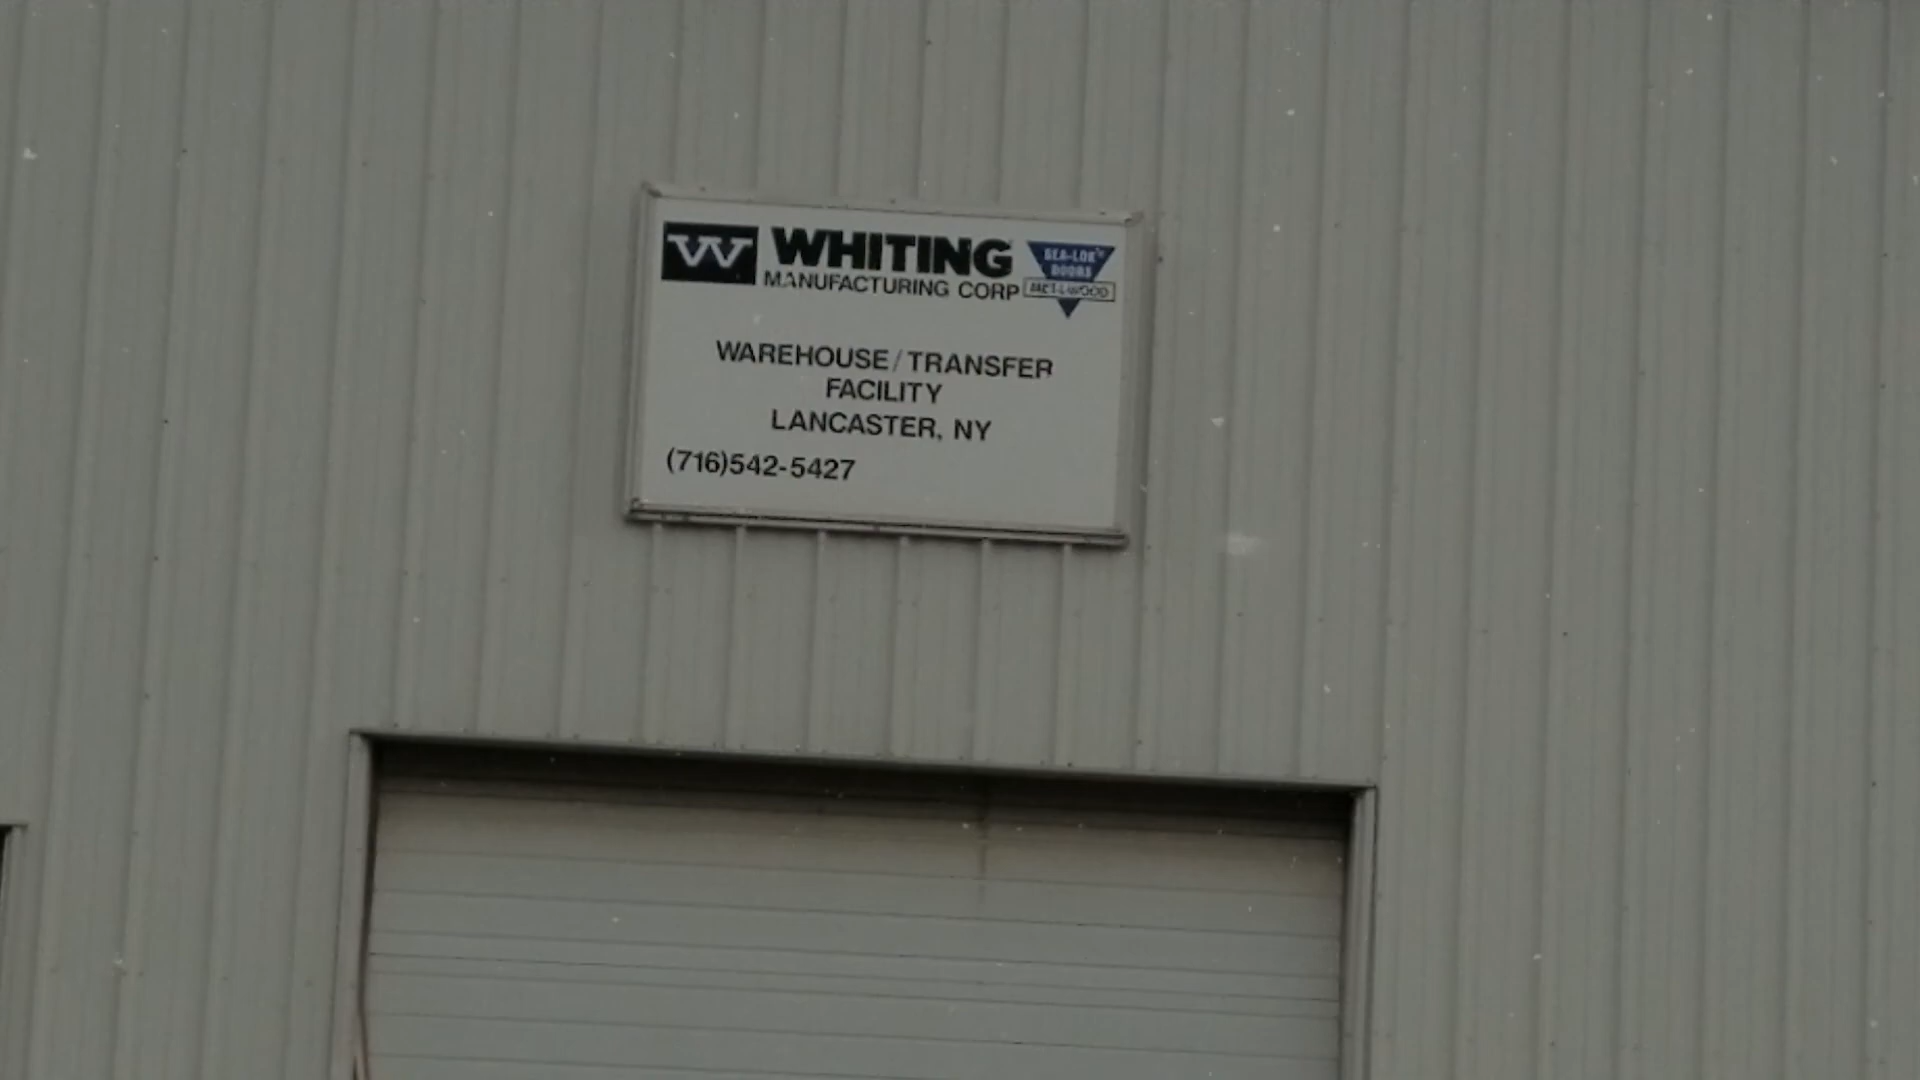 W WHITING
MANUFACTURING CORP
SEA-LOK
DOORS
MET-L-WOOD
WAREHOUSE/TRANSFER
FACILITY
LANCASTER, NY
(716)542-5427